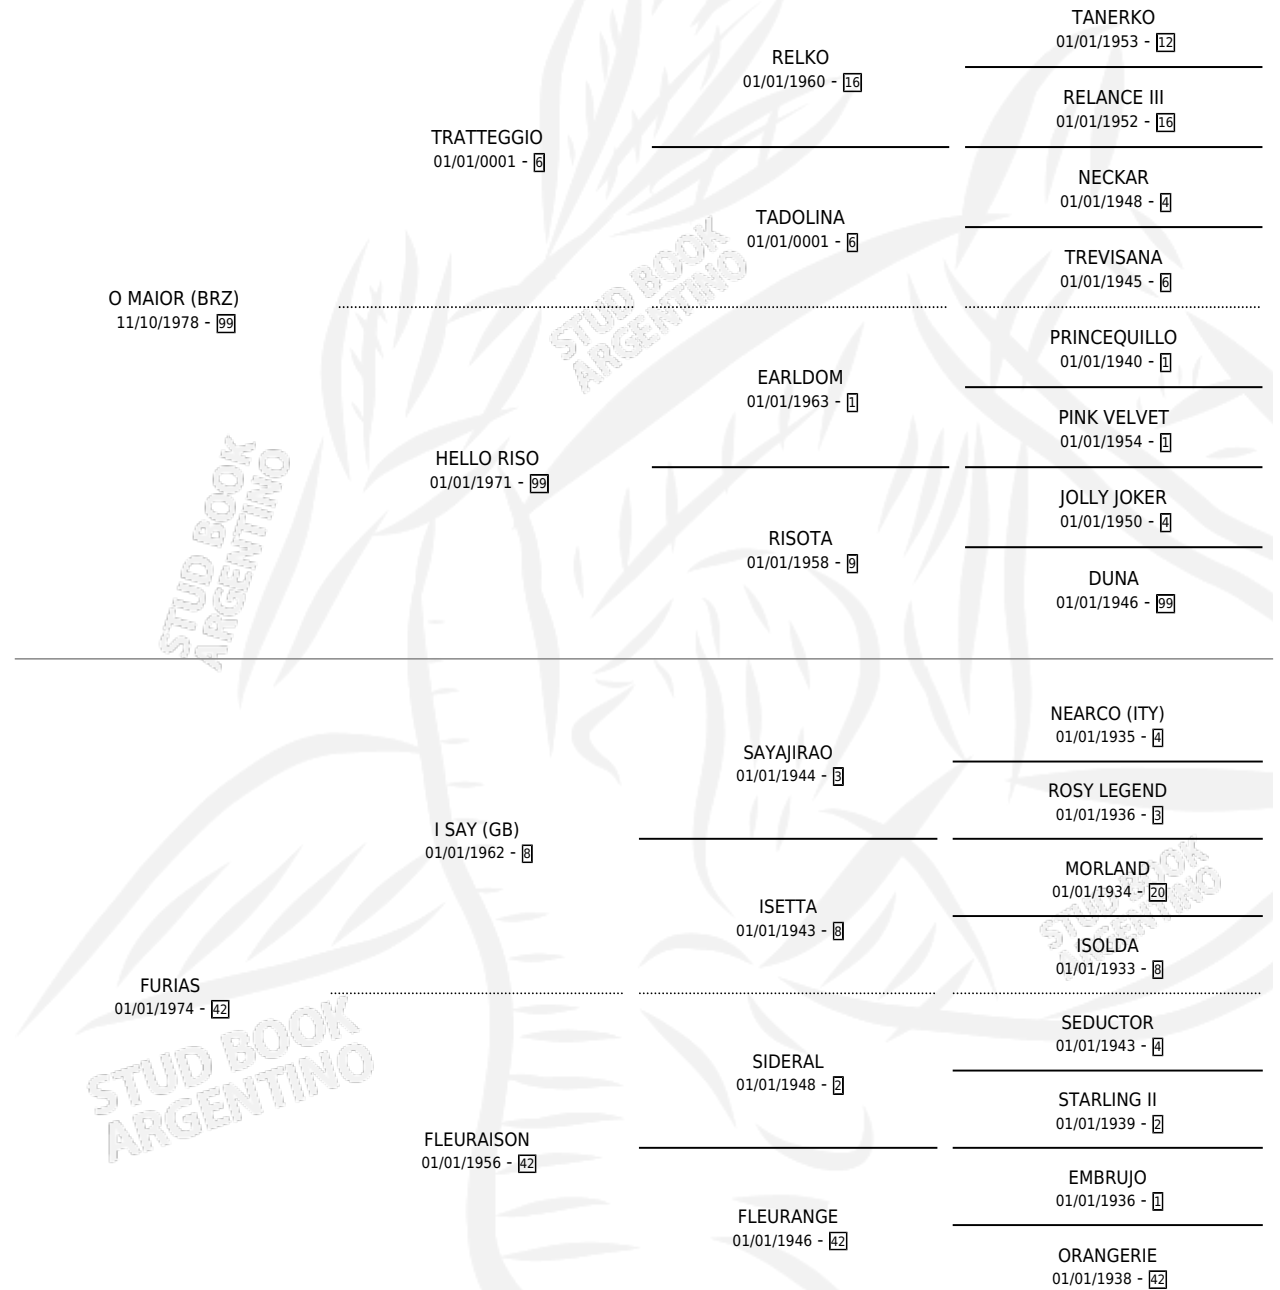 TANERKO
01/01/1953 - 12
RELKO
01/01/1960 - 16
RELANCE III
01/01/1952 - 16
TRATTEGGIO
01/01/0001 - 6
NECKAR
01/01/1948 - 4
TADOLINA
01/01/0001 - 6
TREVISANA
01/01/1945 - 6
O MAIOR (BRZ)
11/10/1978 - 99
PRINCEQUILLO
01/01/1940 - 1
EARLDOM
01/01/1963 - 1
PINK VELVET
01/01/1954 - 1
HELLO RISO
01/01/1971 - 99
JOLLY JOKER
01/01/1950 - 4
RISOTA
01/01/1958 - 9
DUNA
01/01/1946 - 99
STUD BOOK
ARGENTINO
STUD BOOK
ARGENTINO
NEARCO (ITY)
01/01/1935 - 4
SAYAJIRAO
01/01/1944 - 3
ROSY LEGEND
01/01/1936 - 3
I SAY (GB)
01/01/1962 - 8
MORLAND
01/01/1934 - 20
ISETTA
01/01/1943 - 8
ISOLDA
01/01/1933 - 8
FURIAS
01/01/1974 - 42
SEDUCTOR
01/01/1943 - 4
SIDERAL
01/01/1948 - 2
STARLING II
01/01/1939 - 2
FLEURAISON
01/01/1956 - 42
EMBRUJO
01/01/1936 - 1
FLEURANGE
01/01/1946 - 42
ORANGERIE
01/01/1938 - 42
STUD BOOK
ARGENTINO
STUD BOOK
ARGENTINO